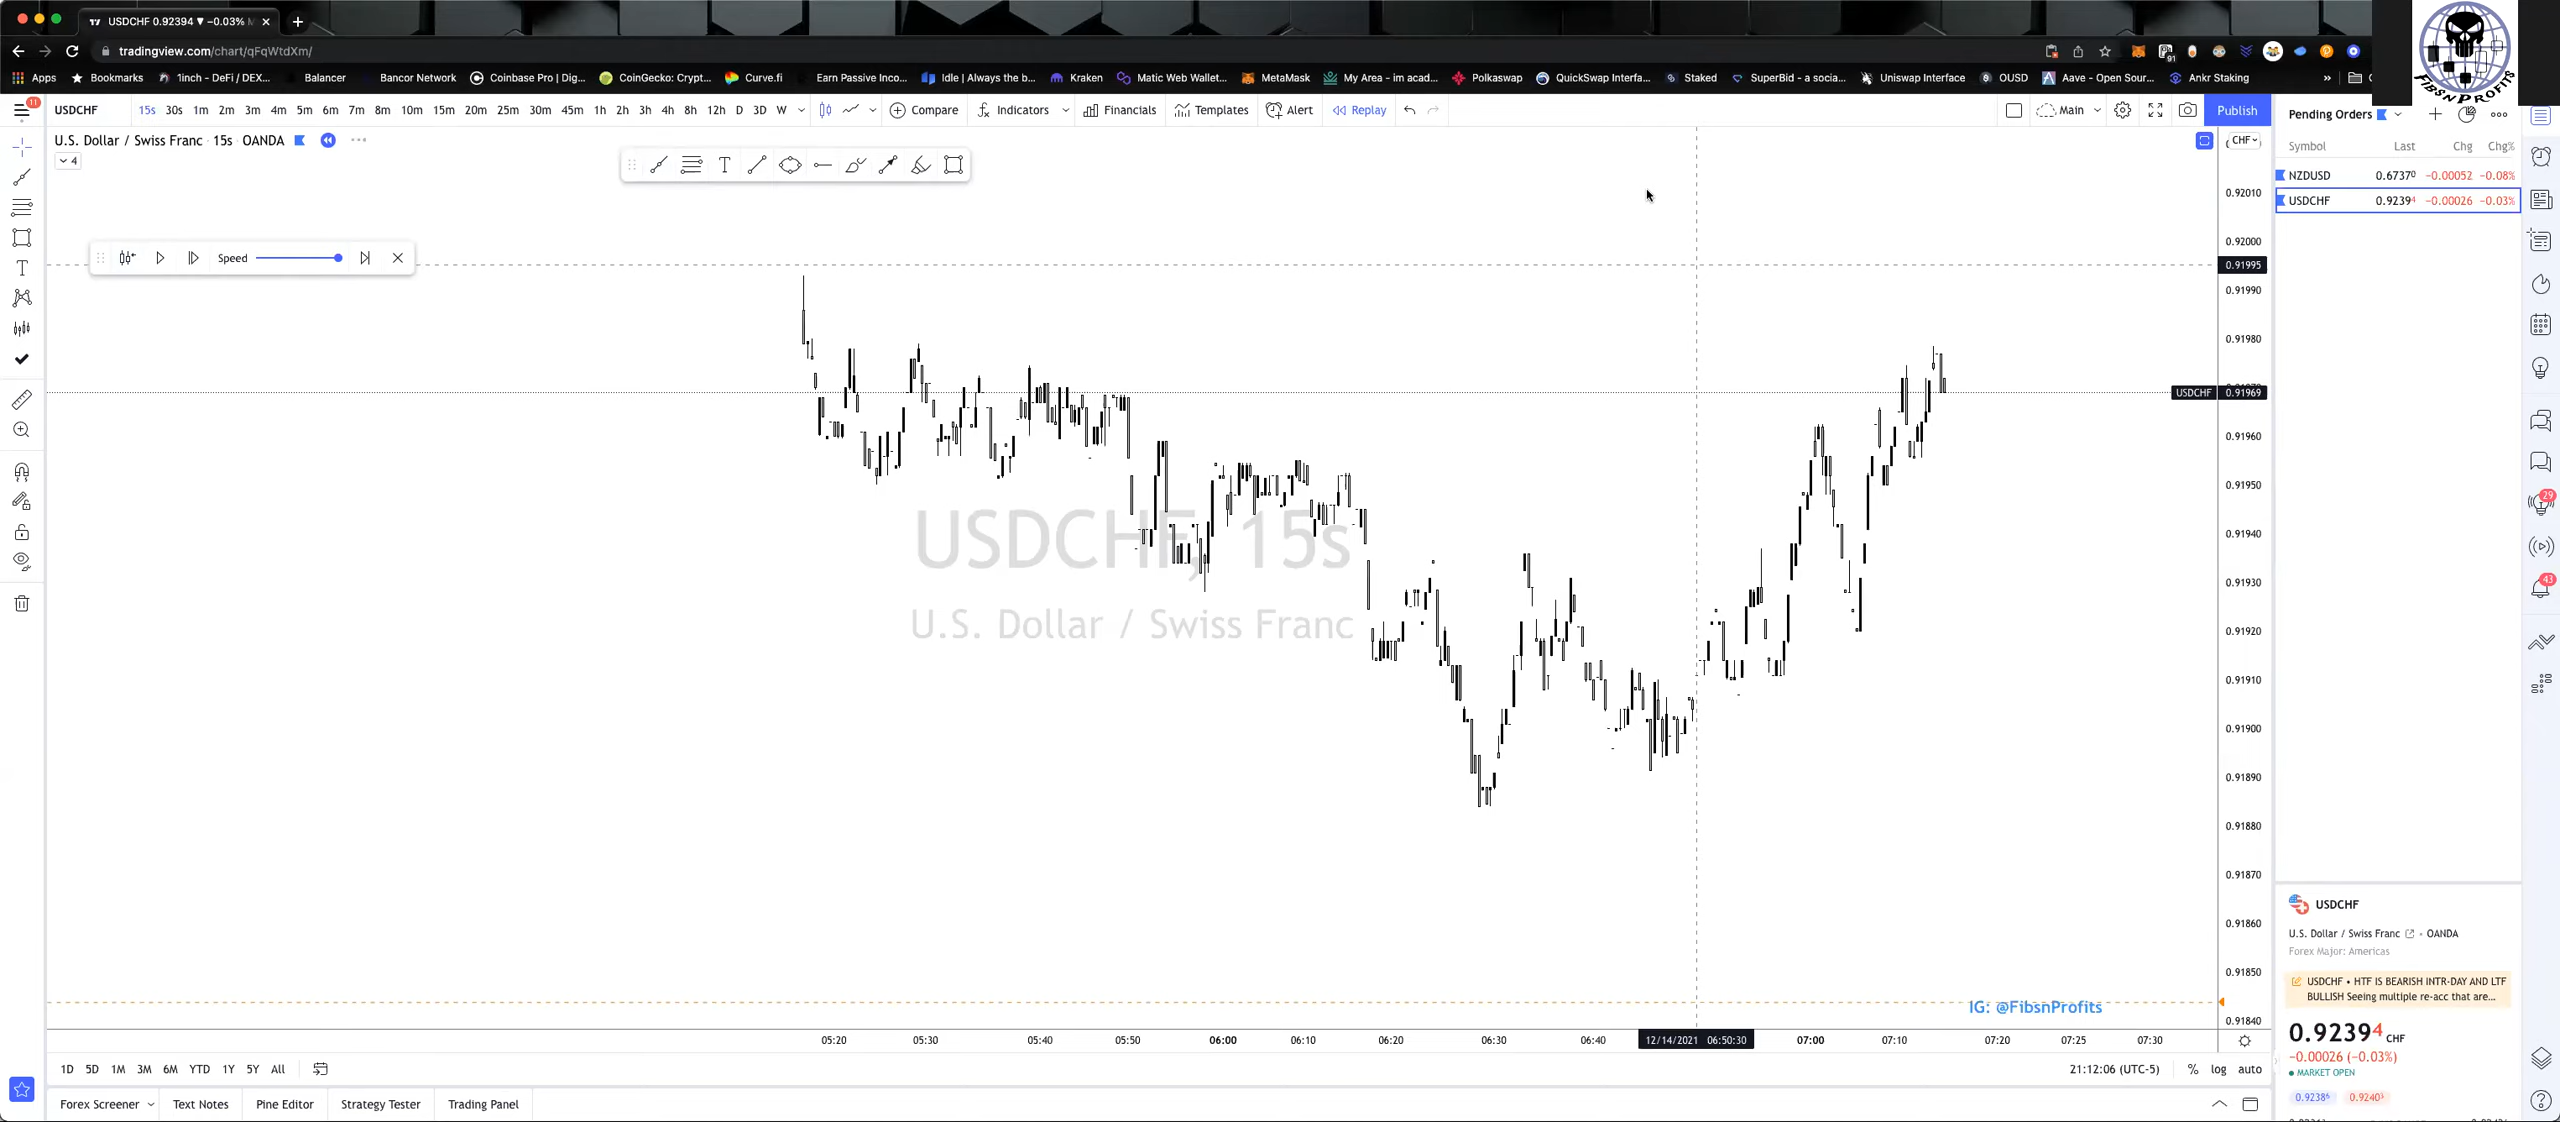 USDCHF 0.92394 ▼ −0.03%
tradingview.com/chart/qFqWtdXm/
Apps Bookmarks 1inch - DeFi / DEX... Balancer Bancor Network Coinbase Pro | Dig... CoinGecko: Crypt... Curve.fi Earn Passive Inco... Idle | Always the b... Kraken Matic Web Wallet... MetaMask My Area - im acad... Polkaswap QuickSwap Interfa... Staked SuperBid - a socia... Uniswap Interface OUSD Aave - Open Sour... Ankr Staking »
FIBSNPROFITS
11
USDCHF 15s 30s 1m 2m 3m 4m 5m 6m 7m 8m 10m 15m 20m 25m 30m 45m 1h 2h 3h 4h 8h 12h D 3D W Compare Indicators Financials Templates Alert Replay Main Publish
Pending Orders
U.S. Dollar / Swiss Franc 15s OANDA
CHF
4
Symbol Last Chg Chg%
NZDUSD 0.67370 −0.00052 −0.08%
USDCHF 0.92394 −0.00026 −0.03%
Speed
0.92010
0.92000
0.91995
0.91990
0.91980
USDCHF 0.91969
0.91960
0.91950
0.91940
0.91930
0.91920
0.91910
0.91900
0.91890
0.91880
0.91870
0.91860
0.91850
0.91840
USDCHF, 15s
U.S. Dollar / Swiss Franc
29
43
IG: @FibsnProfits
05:20 05:30 05:40 05:50 06:00 06:10 06:20 06:30 06:40 12/14/2021 06:50:30 07:00 07:10 07:20 07:25 07:30
1D 5D 1M 3M 6M YTD 1Y 5Y All
21:12:06 (UTC-5) % log auto
Forex Screener Text Notes Pine Editor Strategy Tester Trading Panel
USDCHF
U.S. Dollar / Swiss Franc • OANDA
Forex Major: Americas
USDCHF • HTF IS BEARISH INTR-DAY AND LTF
BULLISH Seeing multiple re-acc that are...
0.92394 CHF
−0.00026 (−0.03%)
MARKET OPEN
0.92386 0.92403